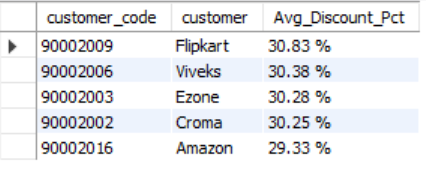 customer_code customer Avg_Discount_Pct
90002009 Flipkart 30.83 %
90002006 Viveks 30.38 %
90002003 Ezone 30.28 %
90002002 Croma 30.25 %
90002016 Amazon 29.33 %